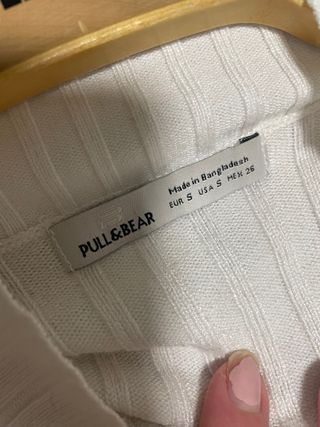 PULL&BEAR
Made in Bangladesh
EUR S USA S MEX 26